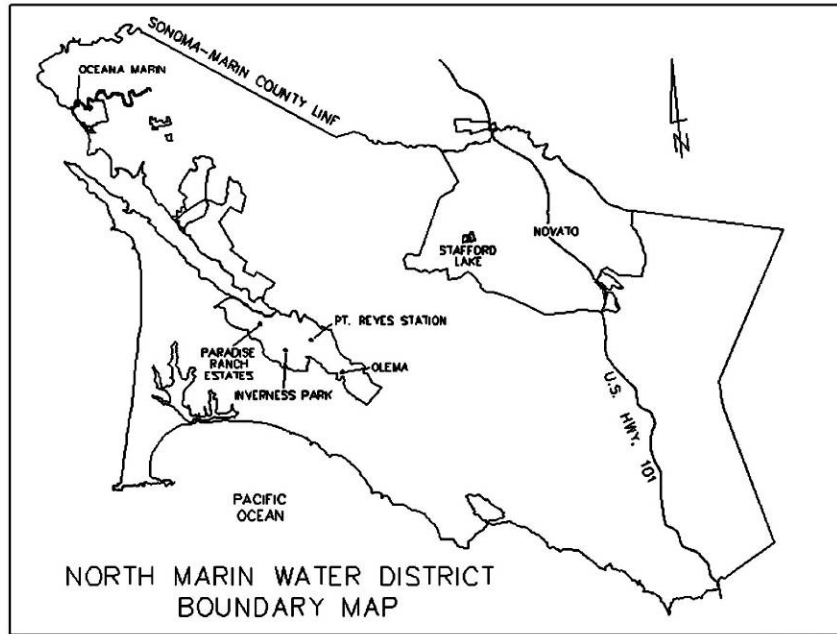 SONOMA-MARIN COUNTY LINE
OCEANA MARIN
N
NOVATO
STAFFORD
LAKE
PT. REYES STATION
PARADISE
RANCH
ESTATES
OLEMA
INVERNESS PARK
U.S. HWY. 101
PACIFIC
OCEAN
NORTH MARIN WATER DISTRICT
BOUNDARY MAP